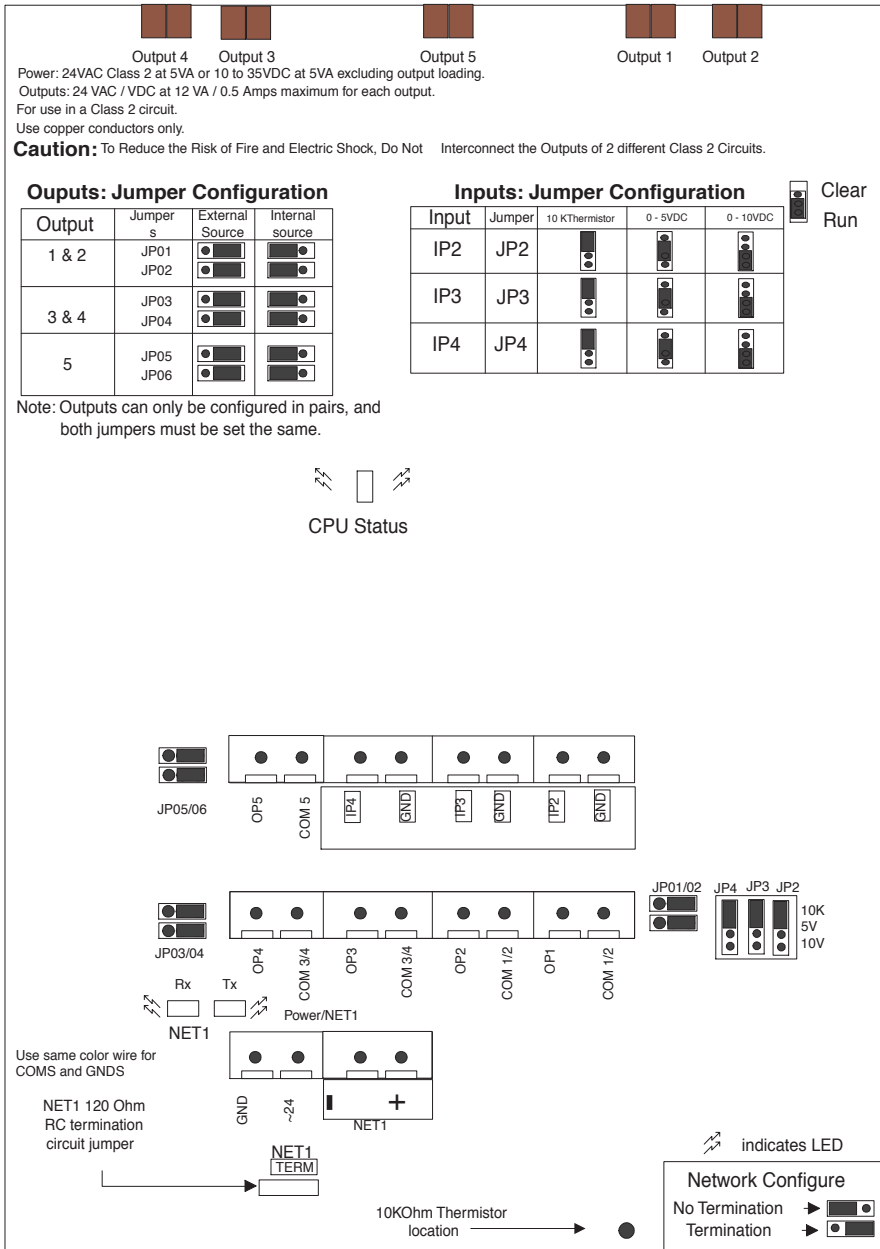 Output 4 Output 3 Output 5 Output 1 Output 2
Power: 24VAC Class 2 at 5VA or 10 to 35VDC at 5VA excluding output loading.
Outputs: 24 VAC / VDC at 12 VA / 0.5 Amps maximum for each output.
For use in a Class 2 circuit.
Use copper conductors only.
Caution: To Reduce the Risk of Fire and Electric Shock, Do Not Interconnect the Outputs of 2 different Class 2 Circuits.
Ouputs: Jumper Configuration
Output Jumper s External Source Internal source
1 & 2 JP01
JP02
3 & 4 JP03
JP04
5 JP05
JP06
Note: Outputs can only be configured in pairs, and
both jumpers must be set the same.
Inputs: Jumper Configuration
Input Jumper 10 KThermistor 0 - 5VDC 0 - 10VDC
IP2 JP2
IP3 JP3
IP4 JP4
Clear
Run
CPU Status
JP05/06
OP5 COM 5 IP4 GND IP3 GND IP2 GND
JP01/02 JP4 JP3 JP2
10K
5V
10V
JP03/04
OP4 COM 3/4 OP3 COM 3/4 OP2 COM 1/2 OP1 COM 1/2
Rx Tx
NET1
Power/NET1
Use same color wire for
COMS and GNDS
GND ~24 - +
NET1
NET1 120 Ohm
RC termination
circuit jumper
NET1
TERM
10KOhm Thermistor
location
indicates LED
Network Configure
No Termination
Termination